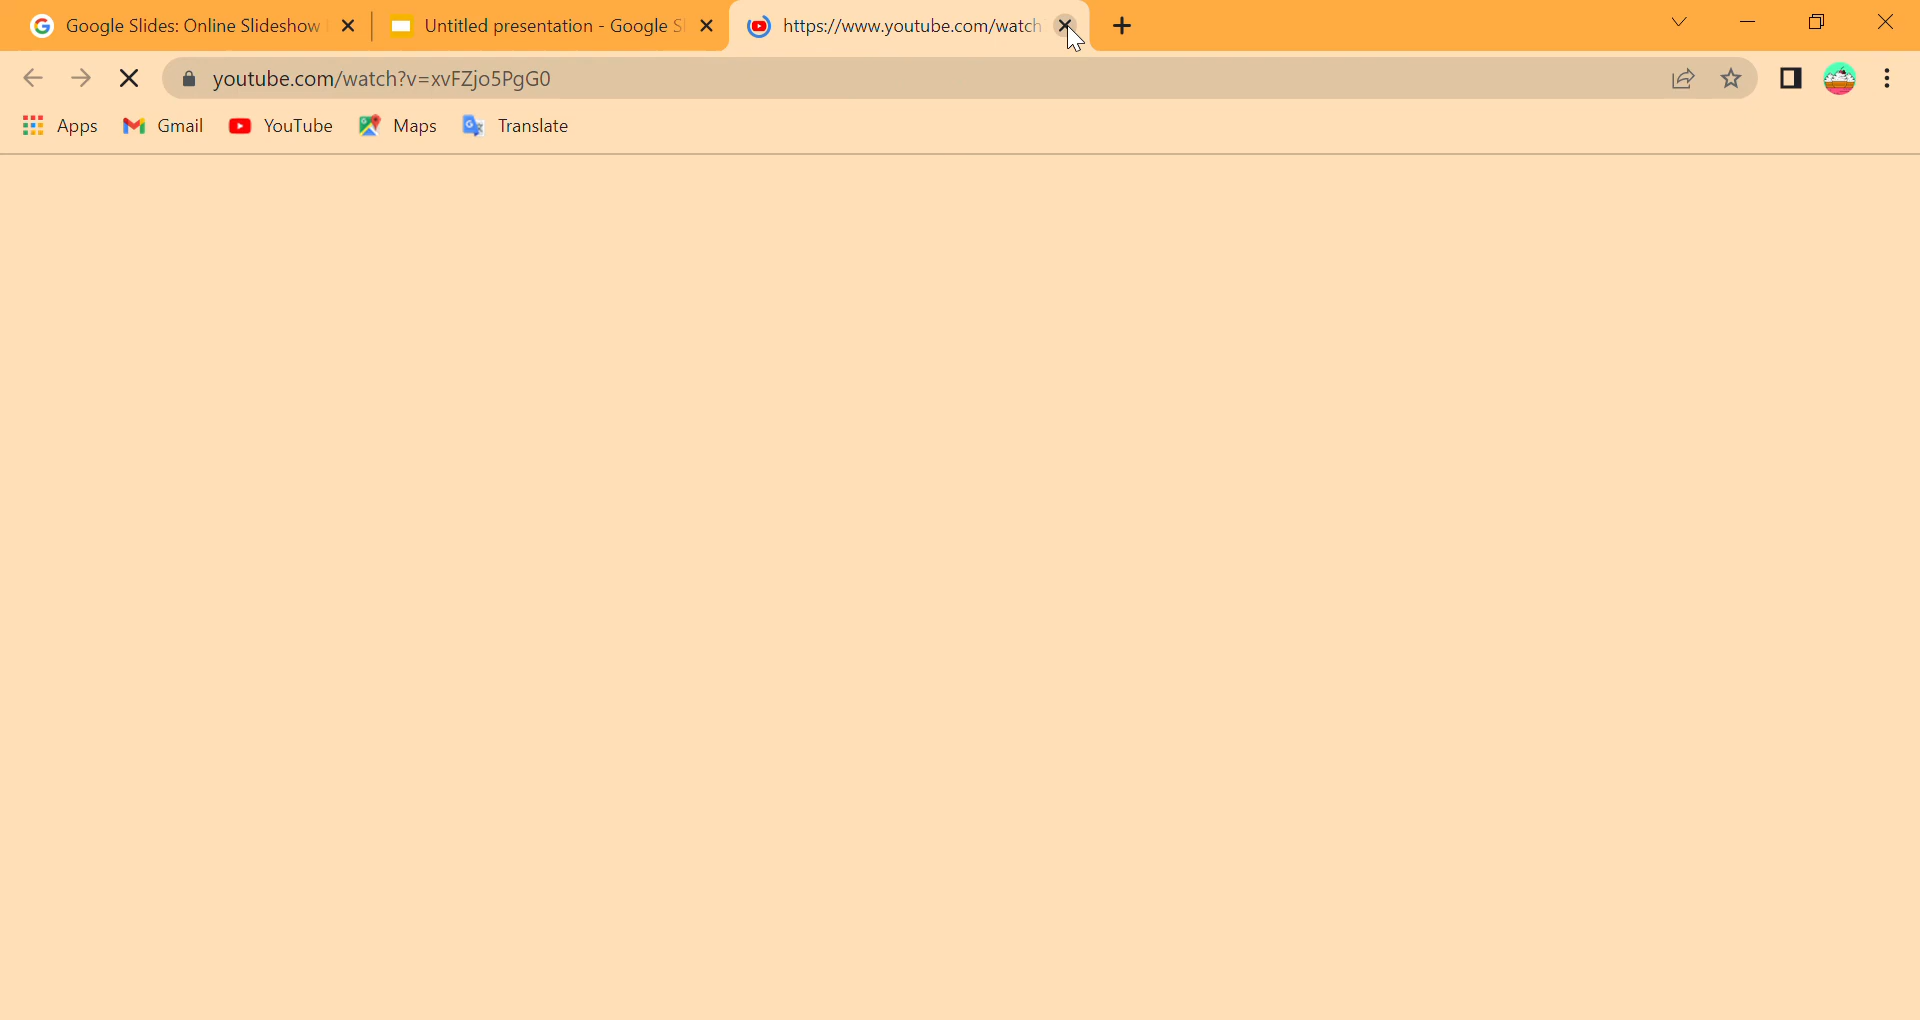 Google Slides: Online Slideshow
Untitled presentation - Google Sl
https://www.youtube.com/watch
youtube.com/watch?v=xvFZjo5PgG0
Apps
Gmail
YouTube
Maps
Translate